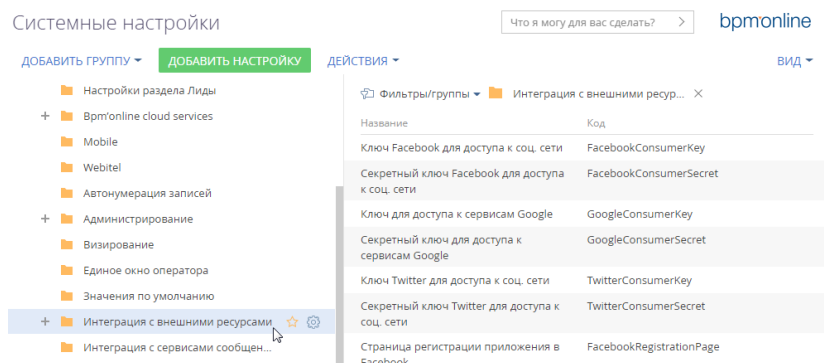 Системные настройки
Что я могу для вас сделать?
bpmonline
ДОБАВИТЬ ГРУППУ
ДОБАВИТЬ НАСТРОЙКУ
ДЕЙСТВИЯ
ВИД
Настройки раздела Лиды
Bpm'online cloud services
Mobile
Webitel
Автонумерация записей
Администрирование
Визирование
Единое окно оператора
Значения по умолчанию
Интеграция с внешними ресурсами
Интеграция с сервисами сообщен...
Фильтры/группы
Интеграция с внешними ресур...
Название Код
Ключ Facebook для доступа к соц. сети FacebookConsumerKey
Секретный ключ Facebook для доступа FacebookConsumerSecret
к соц. сети
Ключ для доступа к сервисам Google GoogleConsumerKey
Секретный ключ для доступа к GoogleConsumerSecret
сервисам Google
Ключ Twitter для доступа к соц. сети TwitterConsumerKey
Секретный ключ Twitter для доступа к TwitterConsumerSecret
соц. сети
Страница регистрации приложения в FacebookRegistrationPage
Facebook